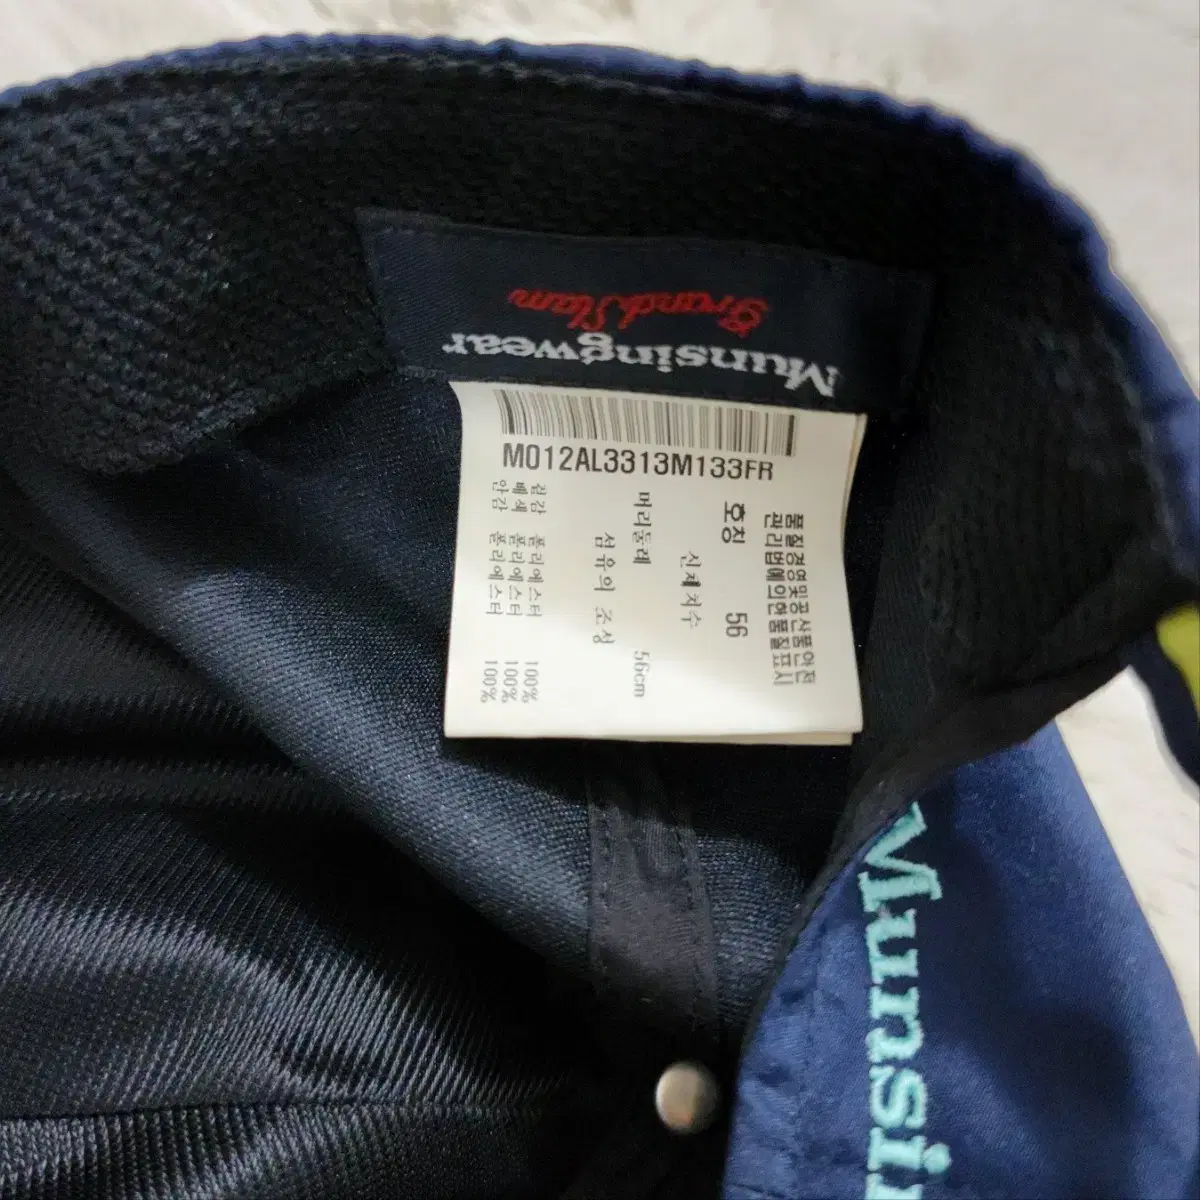 Munsingwear
Grand Slam
M012AL3313M133FR
품질경영및공산품안전
관리법에의한품질표시
호칭 56
신체치수
머리둘레 56cm
섬유의 조성
겉감 폴리에스터 100%
배색 폴리에스터 100%
안감 폴리에스터 100%
Munsin